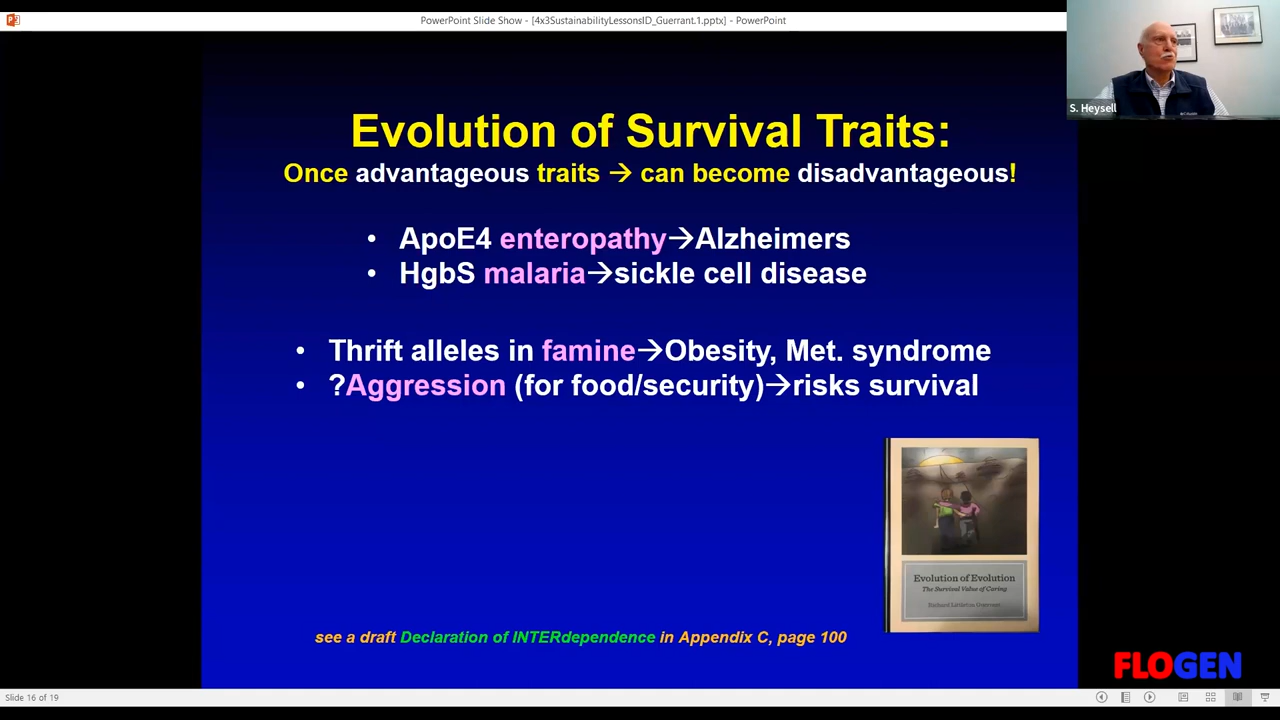 PowerPoint Slide Show - [4x3SustainabilityLessonsID_Guerrant.1.pptx] - PowerPoint
S. Heysell
Evolution of Survival Traits:
Once advantageous traits → can become disadvantageous!
• ApoE4 enteropathy→Alzheimers
• HgbS malaria→sickle cell disease
• Thrift alleles in famine→Obesity, Met. syndrome
• ?Aggression (for food/security)→risks survival
Evolution of Evolution
The Survival Value of Caring
Richard Littleton Guerrant
see a draft Declaration of INTERdependence in Appendix C, page 100
FLOGEN
Slide 16 of 19